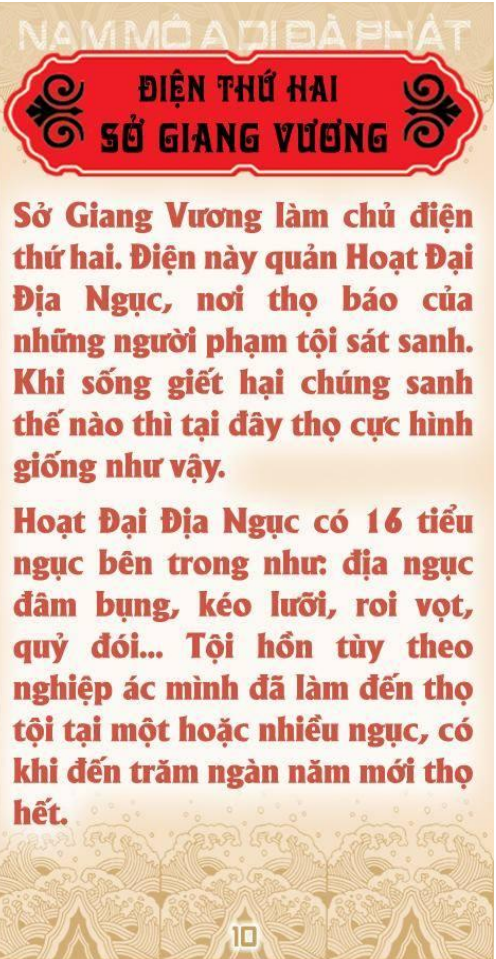 NAM MÔ A DI ĐÀ PHẬT
ĐIỆN THỨ HAI
SỞ GIANG VƯƠNG
Sở Giang Vương làm chủ điện
thứ hai. Điện này quản Hoạt Đại
Địa Ngục, nơi thọ báo của
những người phạm tội sát sanh.
Khi sống giết hại chúng sanh
thế nào thì tại đây thọ cực hình
giống như vậy.
Hoạt Đại Địa Ngục có 16 tiểu
ngục bên trong như: địa ngục
đâm bụng, kéo lưỡi, roi vọt,
quỷ đói... Tội hồn tùy theo
nghiệp ác mình đã làm đến thọ
tội tại một hoặc nhiều ngục, có
khi đến trăm ngàn năm mới thọ
hết.
10